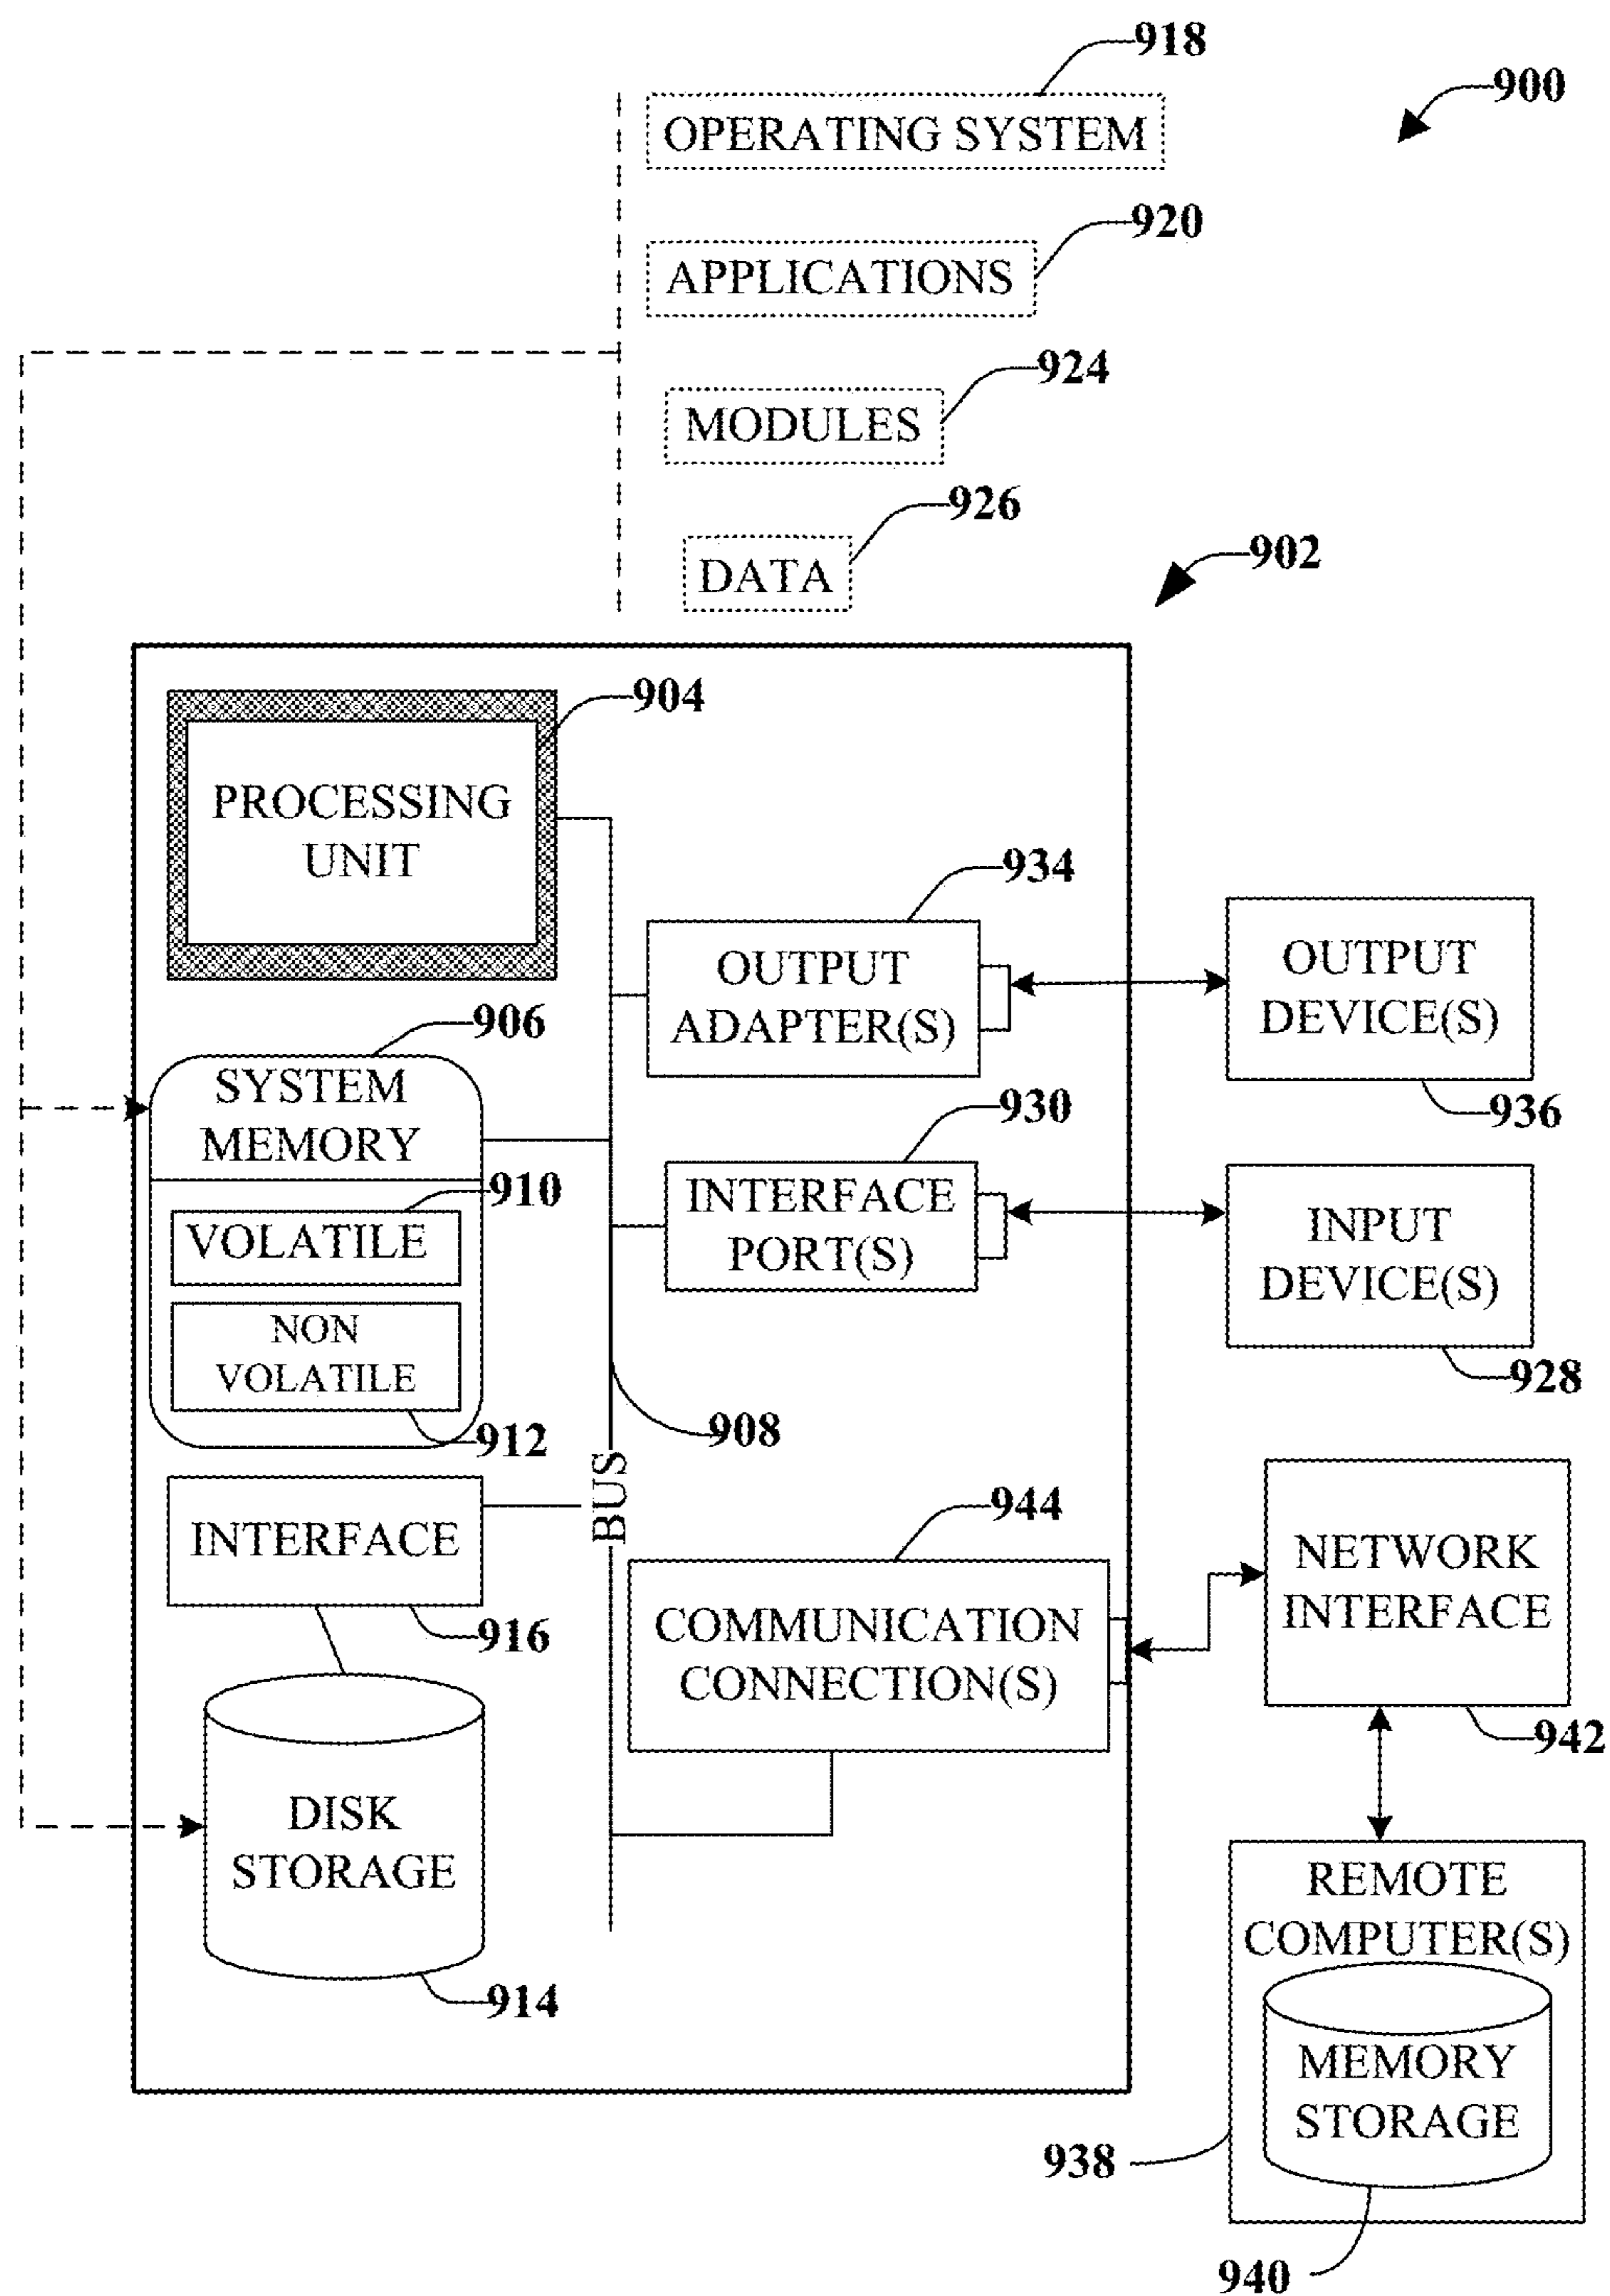 918
900
OPERATING SYSTEM
920
APPLICATIONS
924
MODULES
926
DATA
902
904
PROCESSING
UNIT
934
OUTPUT
ADAPTER(S)
OUTPUT
DEVICE(S)
936
906
SYSTEM
MEMORY
930
INTERFACE
PORT(S)
INPUT
DEVICE(S)
928
910
VOLATILE
NON
VOLATILE
912
908
BUS
INTERFACE
916
944
COMMUNICATION
CONNECTION(S)
NETWORK
INTERFACE
942
DISK
STORAGE
914
REMOTE
COMPUTER(S)
MEMORY
STORAGE
938
940